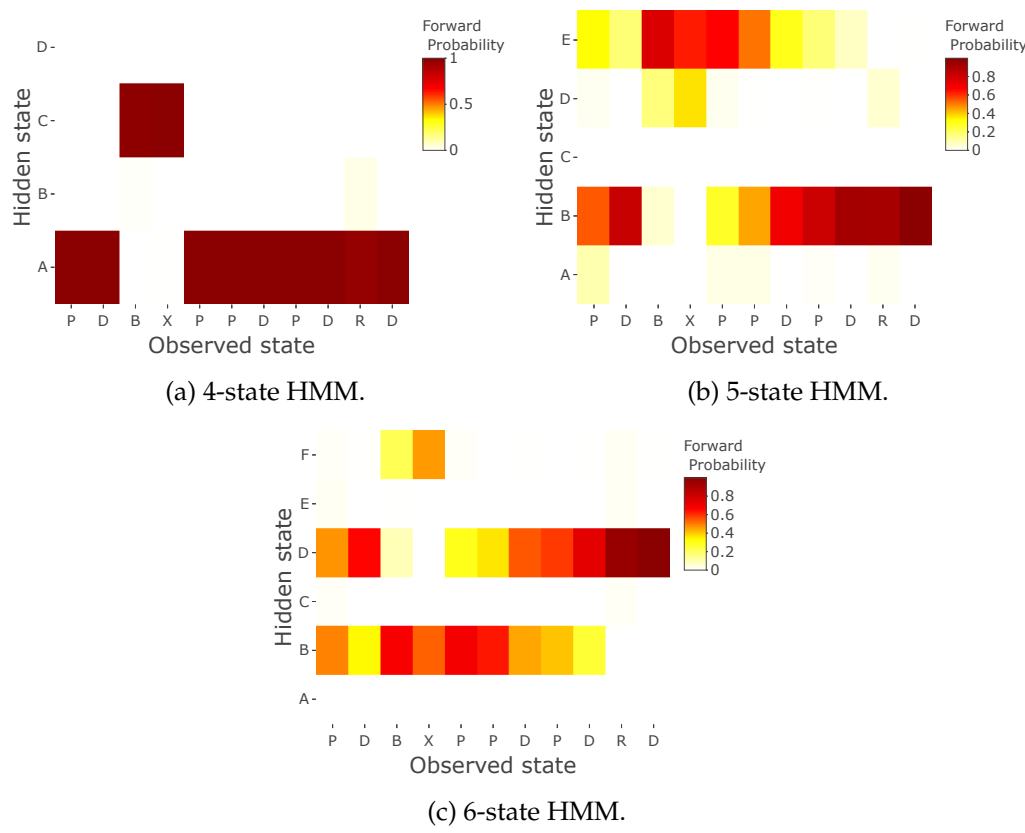 Forward
Probability
1
0.5
0
Hidden state
D
C
B
A
P D B X P P D P D R D
Observed state
(a) 4-state HMM.
Forward
Probability
0.8
0.6
0.4
0.2
0
Hidden state
E
D
C
B
A
P D B X P P D P D R D
Observed state
(b) 5-state HMM.
Forward
Probability
0.8
0.6
0.4
0.2
0
Hidden state
F
E
D
C
B
A
P D B X P P D P D R D
Observed state
(c) 6-state HMM.